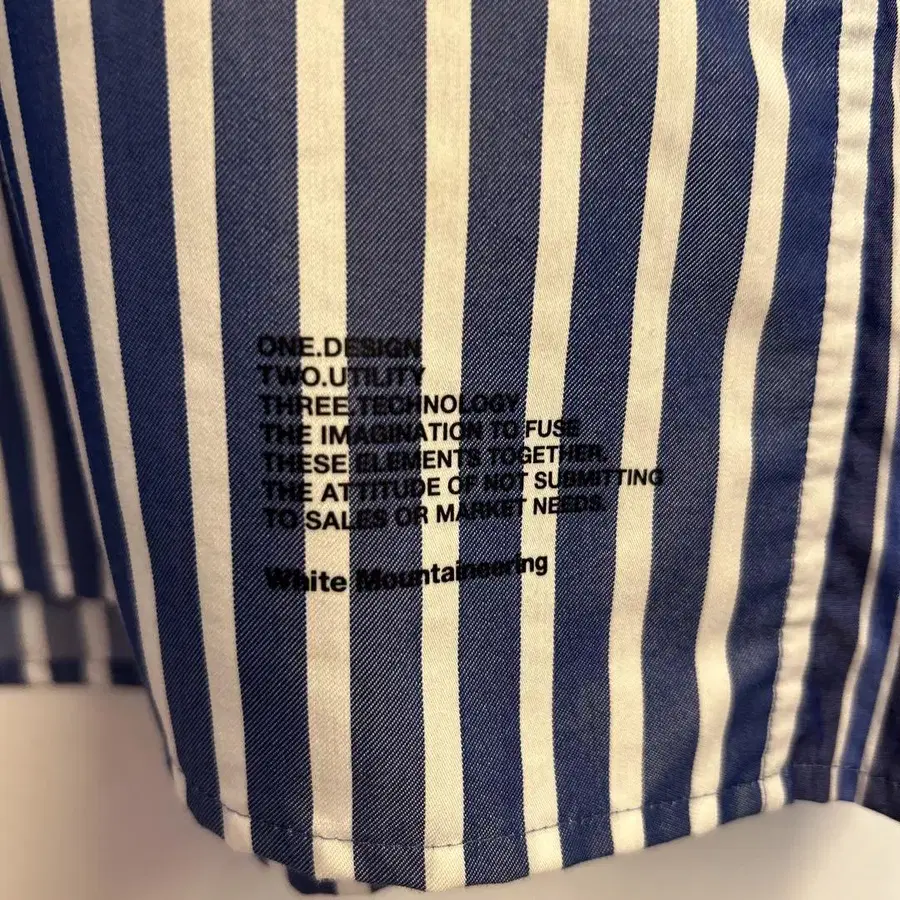 ONE.DESIGN
TWO.UTILITY
THREE.TECHNOLOGY
THE IMAGINATION TO FUSE
THESE ELEMENTS TOGETHER.
THE ATTITUDE OF NOT SUBMITTING
TO SALES OR MARKET NEEDS.
White Mountaineering